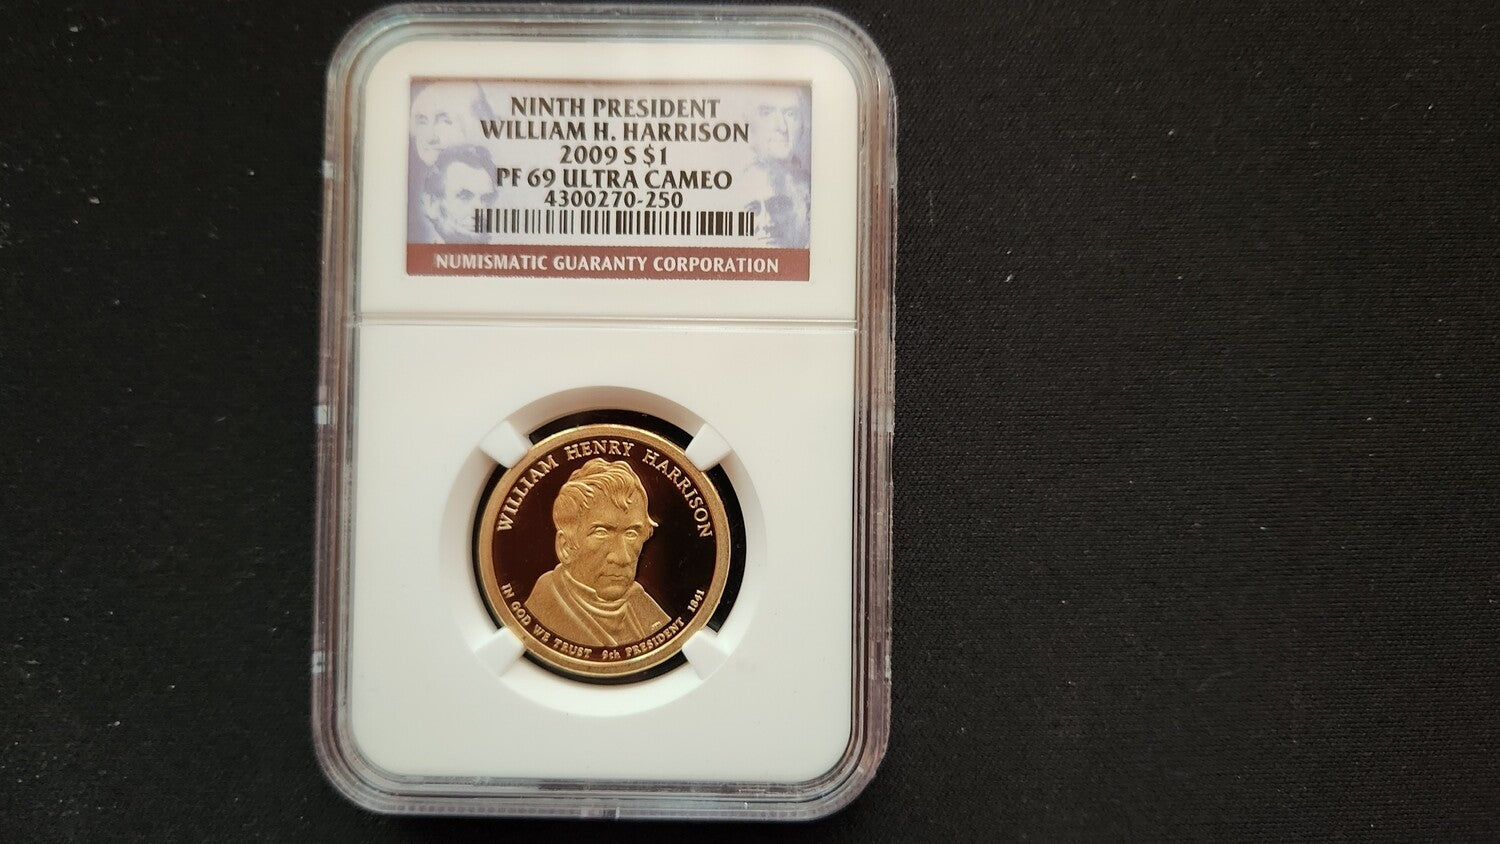 NINTH PRESIDENT
WILLIAM H. HARRISON
2009 S $1
PF 69 ULTRA CAMEO
4300270-250
NUMISMATIC GUARANTY CORPORATION
WILLIAM HENRY HARRISON
IN GOD WE TRUST 9th PRESIDENT 1841